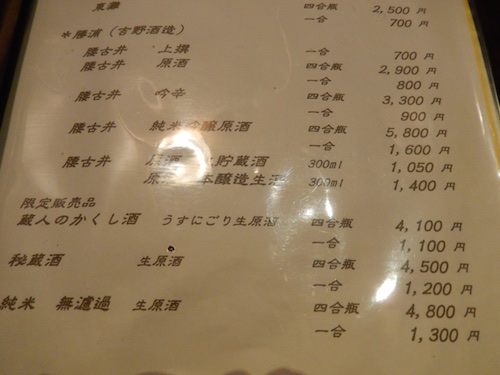 東灘 四合瓶 2,500 円
一合 700 円
*勝浦 (吉野酒造)
腰古井 上撰 一合 700 円
腰古井 原酒 四合瓶 2,900 円
一合 800 円
腰古井 吟辛 四合瓶 3,300 円
一合 900 円
腰古井 純米吟醸原酒 四合瓶 5,800 円
一合 1,600 円
腰古井 原酒 貯蔵酒 300ml 1,050 円
原 本醸造生酒 300ml 1,400 円
限定販売品
蔵人のかくし酒 うすにごり生原酒 四合瓶 4,100 円
一合 1,100 円
秘蔵酒 生原酒 四合瓶 4,500 円
一合 1,200 円
純米 無濾過 生原酒 四合瓶 4,800 円
一合 1,300 円